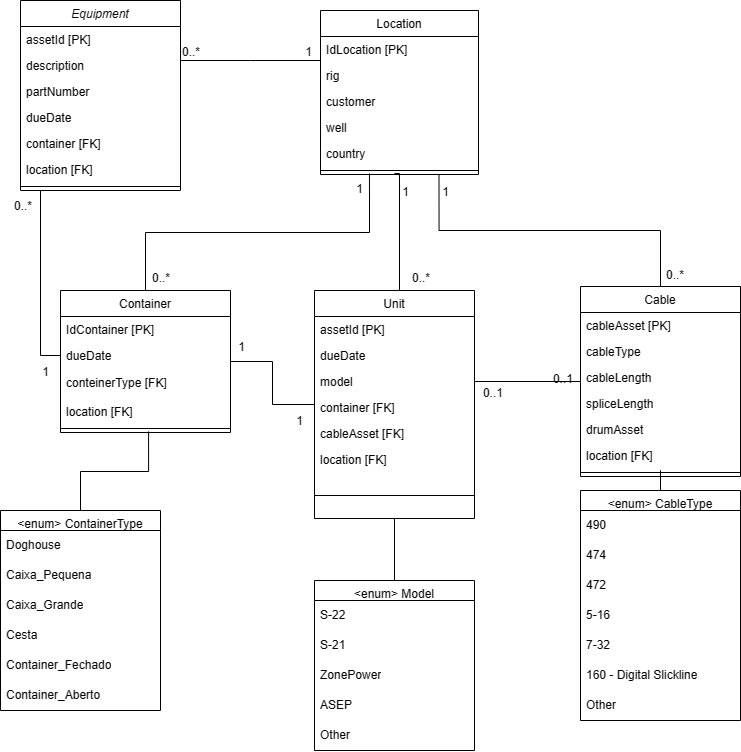 Equipment
assetId [PK]
description
partNumber
dueDate
container [FK]
location [FK]
0..*
1
Location
IdLocation [PK]
rig
customer
well
country
0..*
1
1
1
1
0..*
0..*
0..*
Container
IdContainer [PK]
dueDate
conteinerType [FK]
location [FK]
1
1
Unit
assetId [PK]
dueDate
model
container [FK]
cableAsset [FK]
location [FK]
0..1
0..1
Cable
cableAsset [PK]
cableType
cableLength
spliceLength
drumAsset
location [FK]
<enum> ContainerType
Doghouse
Caixa_Pequena
Caixa_Grande
Cesta
Container_Fechado
Container_Aberto
<enum> Model
S-22
S-21
ZonePower
ASEP
Other
<enum> CableType
490
474
472
5-16
7-32
160 - Digital Slickline
Other